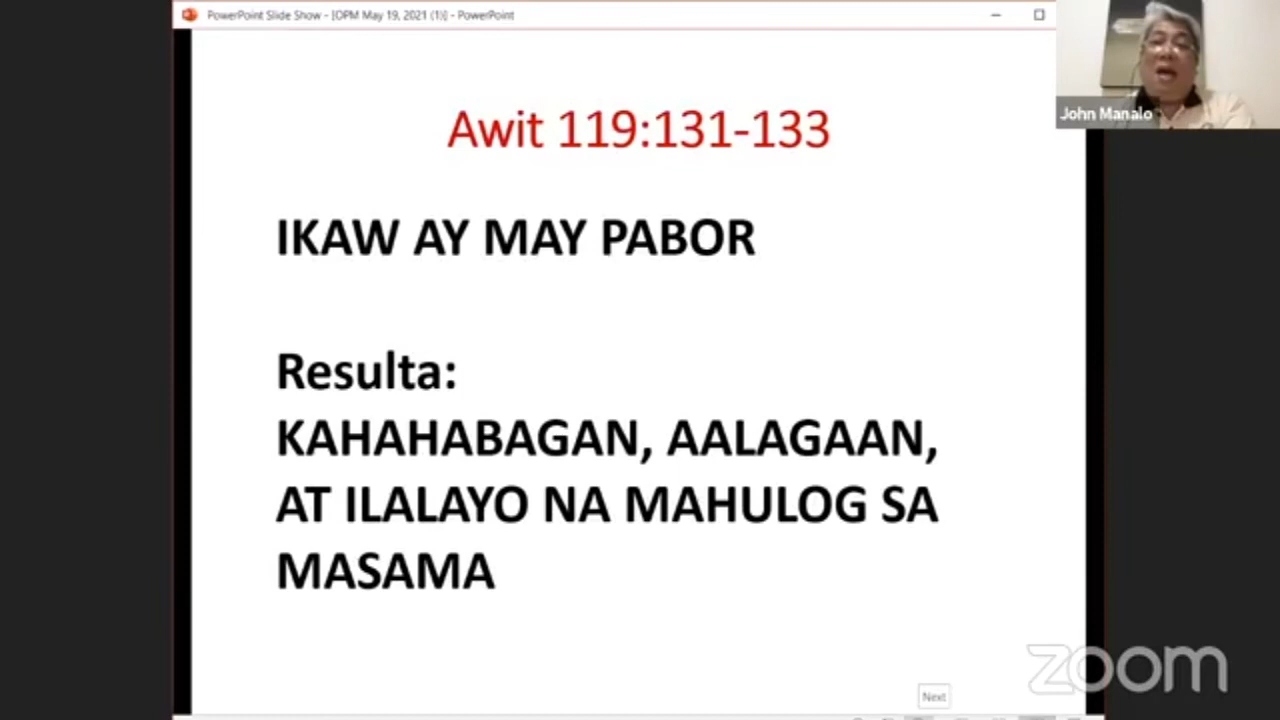 PowerPoint Slide Show - [OPM May 19, 2021 (1)] - PowerPoint
John Manalo
Awit 119:131-133
IKAW AY MAY PABOR
Resulta:
KAHAHABAGAN, AALAGAAN,
AT ILALAYO NA MAHULOG SA
MASAMA
zoom
Next